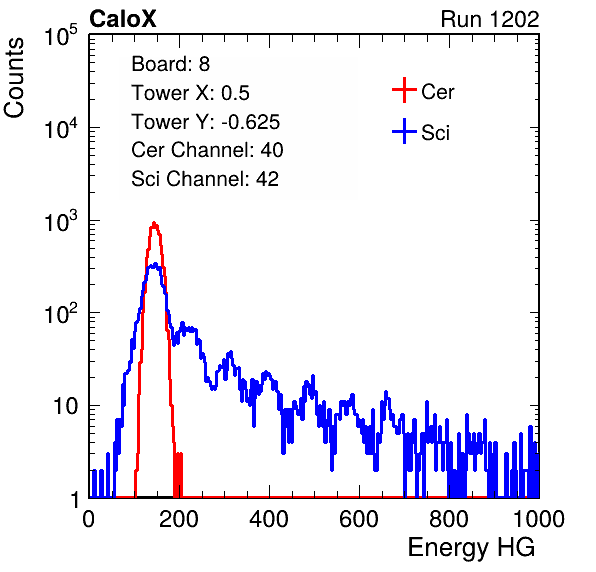 CaloX Run 1202
Counts
Board: 8
Tower X: 0.5
Tower Y: -0.625
Cer Channel: 40
Sci Channel: 42
Cer
Sci
10^5
10^4
10^3
10^2
10
1
0 200 400 600 800 1000
Energy HG